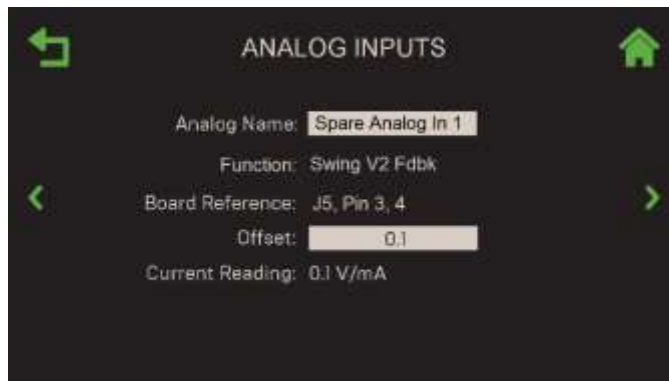 ANALOG INPUTS
Analog Name: Spare Analog In 1
Function: Swing V2 Fdbk
Board Reference: J5, Pin 3, 4
Offset: 0.1
Current Reading: 0.1 V/mA